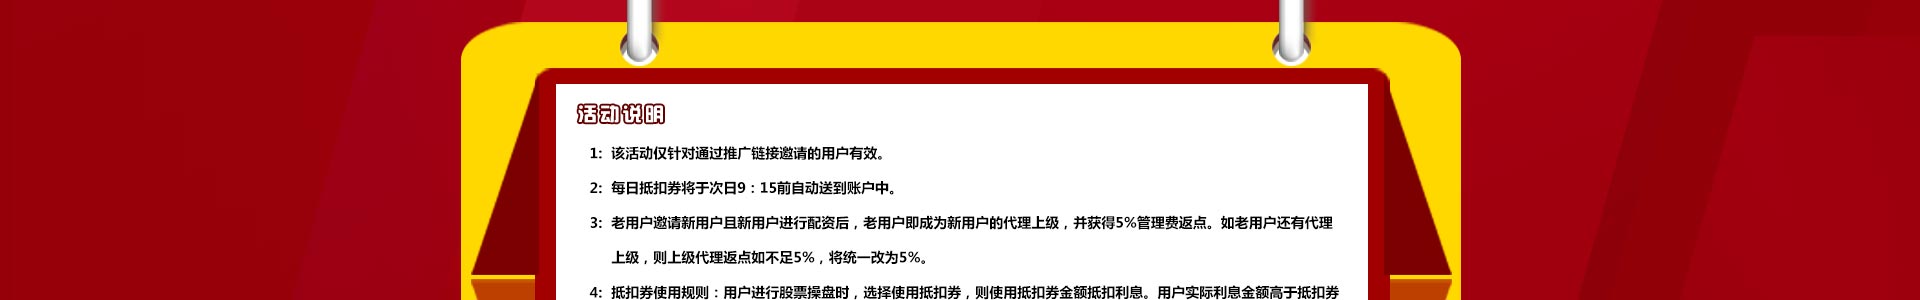 活动说明
1: 该活动仅针对通过推广链接邀请的用户有效。
2: 每日抵扣券将于次日9：15前自动送到账户中。
3: 老用户邀请新用户且新用户进行配资后，老用户即成为新用户的代理上级，并获得5%管理费返点。如老用户还有代理
上级，则上级代理返点如不足5%，将统一改为5%。
4: 抵扣券使用规则：用户进行股票操盘时，选择使用抵扣券，则使用抵扣券金额抵扣利息。用户实际利息金额高于抵扣券